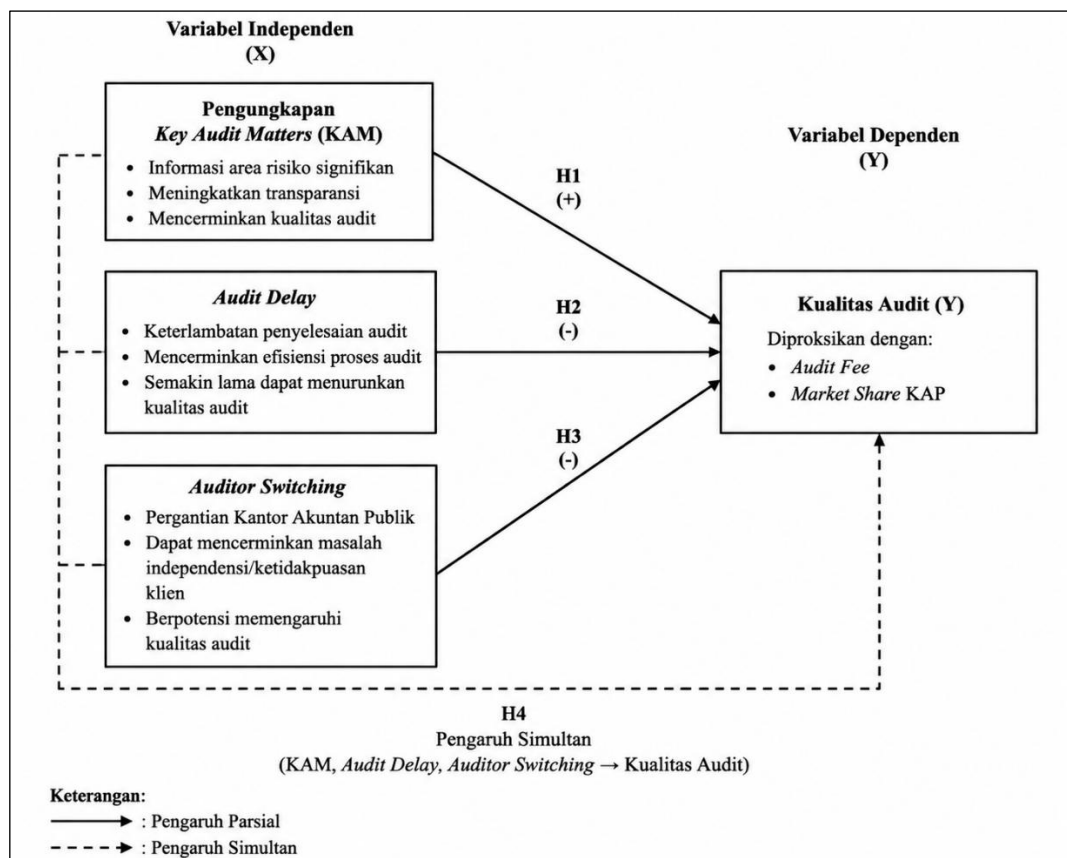 Variabel Independen
(X)
Pengungkapan
Key Audit Matters (KAM)
• Informasi area risiko signifikan
• Meningkatkan transparansi
• Mencerminkan kualitas audit
Audit Delay
• Keterlambatan penyelesaian audit
• Mencerminkan efisiensi proses audit
• Semakin lama dapat menurunkan
kualitas audit
Auditor Switching
• Pergantian Kantor Akuntan Publik
• Dapat mencerminkan masalah
independensi/ketidakpuasan
klien
• Berpotensi memengaruhi
kualitas audit
H1
(+)
H2
(-)
H3
(-)
Variabel Dependen
(Y)
Kualitas Audit (Y)
Diproksikan dengan:
• Audit Fee
• Market Share KAP
H4
Pengaruh Simultan
(KAM, Audit Delay, Auditor Switching → Kualitas Audit)
Keterangan:
: Pengaruh Parsial
: Pengaruh Simultan